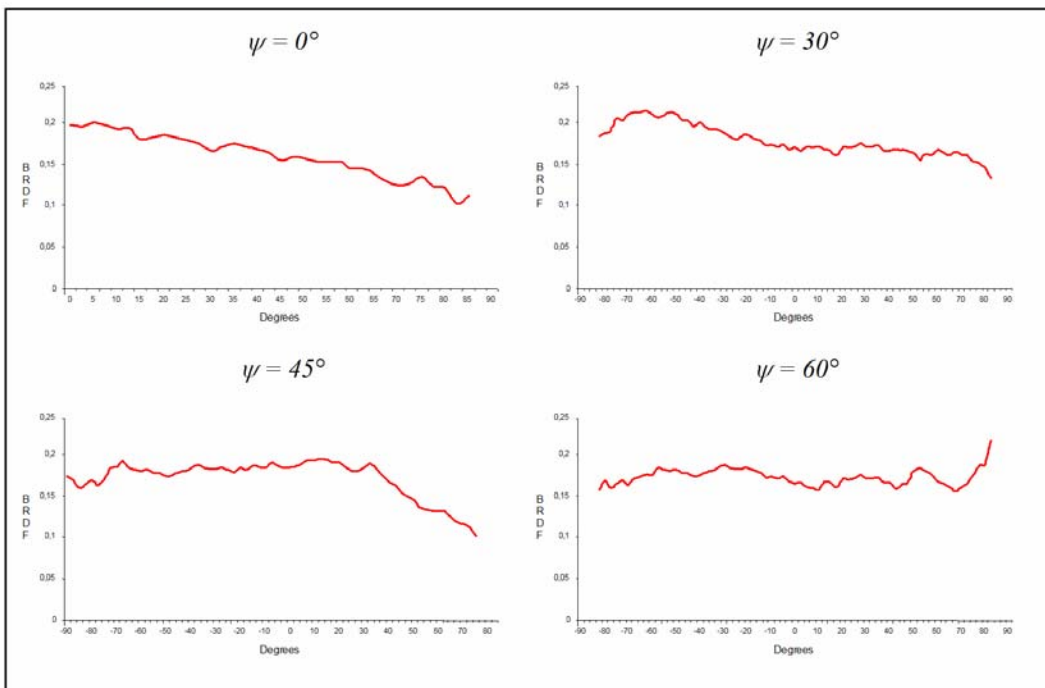 ψ = 0°
0,25
0,2
0,15
0,1
0,05
0
B
R
D
F
0 5 10 15 20 25 30 35 40 45 50 55 60 65 70 75 80 85 90
Degrees
ψ = 30°
0,25
0,2
0,15
0,1
0,05
0
B
R
D
F
-90 -80 -70 -60 -50 -40 -30 -20 -10 0 10 20 30 40 50 60 70 80 90
Degrees
ψ = 45°
0,25
0,2
0,15
0,1
0,05
0
B
R
D
F
-90 -80 -70 -60 -50 -40 -30 -20 -10 0 10 20 30 40 50 60 70 80
Degrees
ψ = 60°
0,25
0,2
0,15
0,1
0,05
0
B
R
D
F
-90 -80 -70 -60 -50 -40 -30 -20 -10 0 10 20 30 40 50 60 70 80 90
Degrees